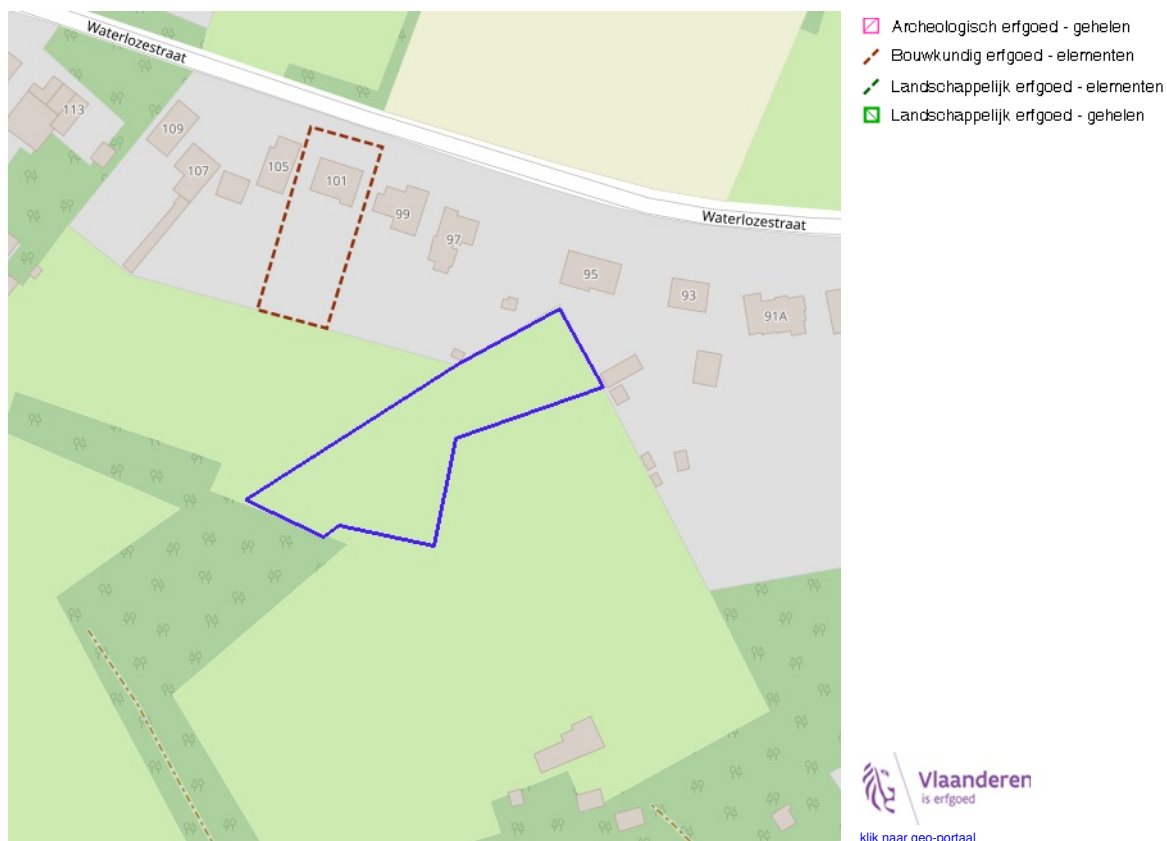 Waterlozestraat
113
109
107
105
101
99
97
Waterlozestraat
95
93
91A
Archeologisch erfgoed - gehelen
Bouwkundig erfgoed - elementen
Landschappelijk erfgoed - elementen
Landschappelijk erfgoed - gehelen
Vlaanderen
is erfgoed
klik naar geo-portaal